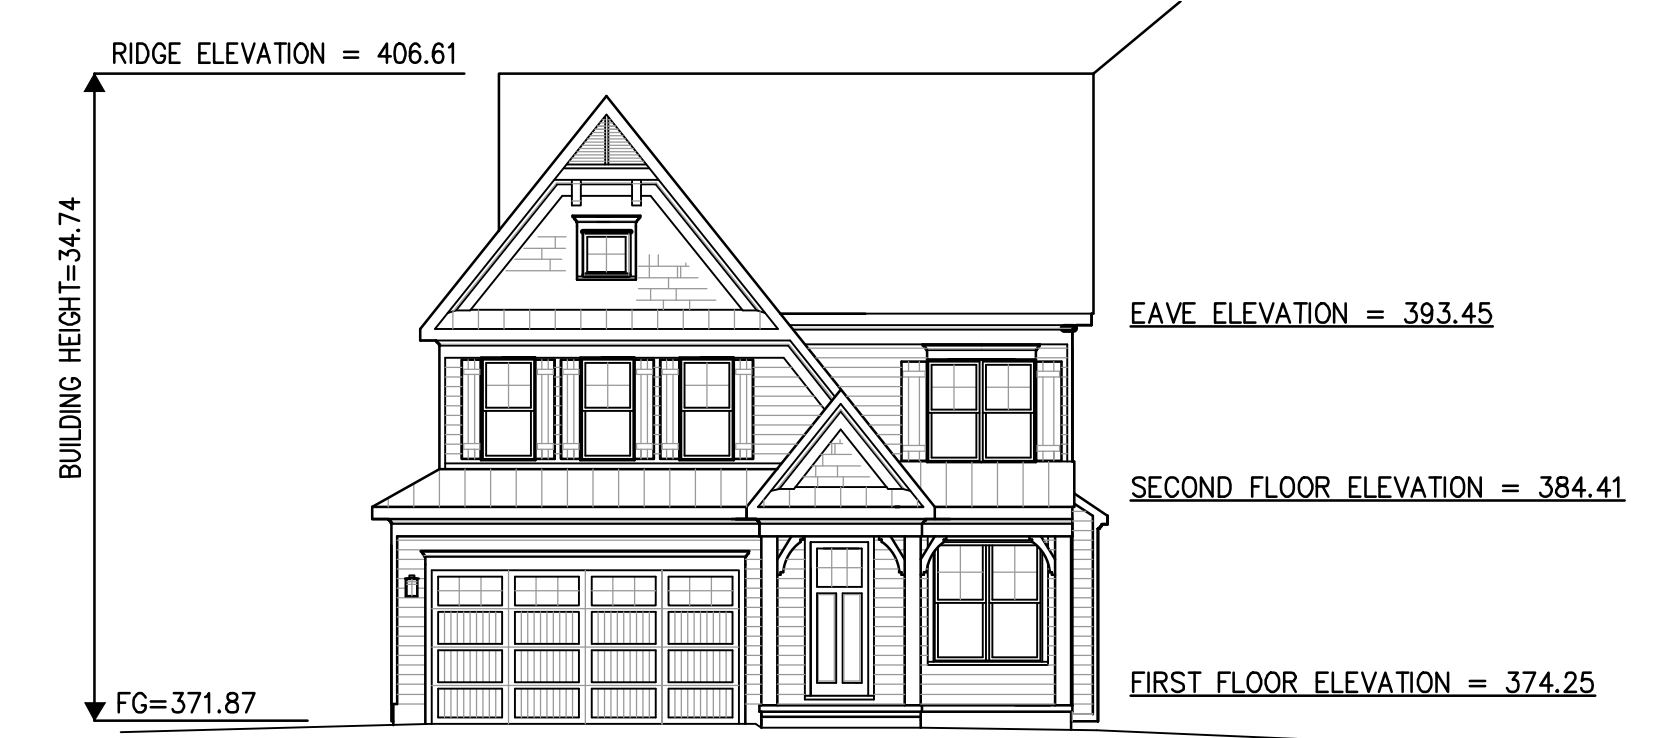 RIDGE ELEVATION = 406.61
BUILDING HEIGHT=34.74
EAVE ELEVATION = 393.45
SECOND FLOOR ELEVATION = 384.41
FIRST FLOOR ELEVATION = 374.25
FG=371.87